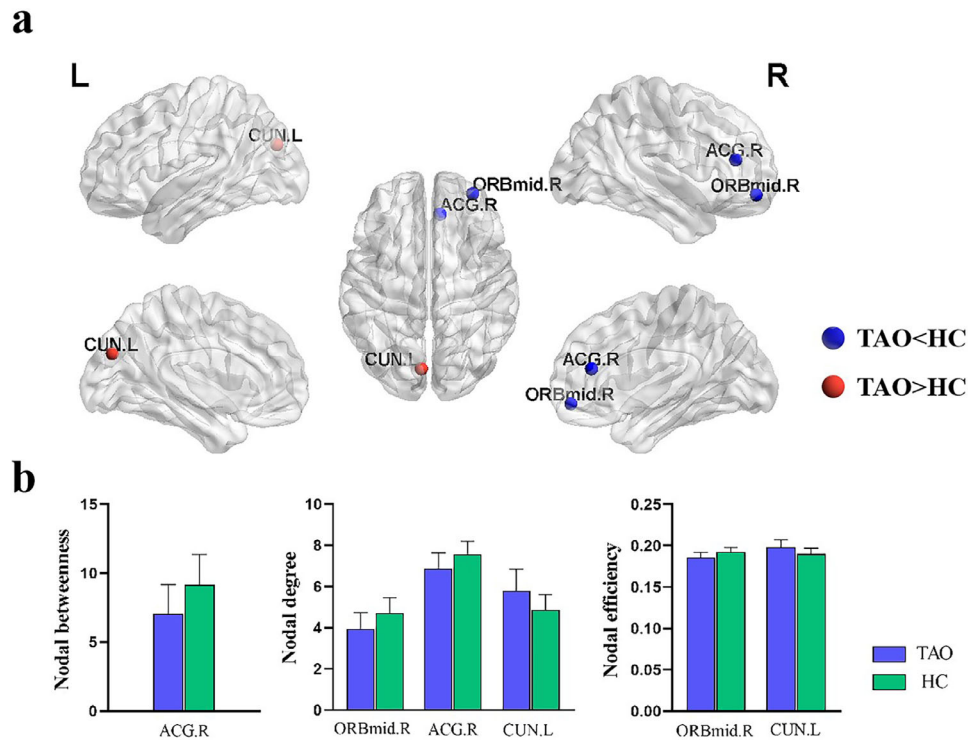 a
L
R
CUN.L
ACG.R
ORBmid.R
ORBmid.R
ACG.R
CUN.L
CUN.L
ACG.R
ORBmid.R
TAO<HC
TAO>HC
b
Nodal betweenness
15
10
5
0
ACG.R
Nodal degree
10
8
6
4
2
0
ORBmid.R ACG.R CUN.L
Nodal efficiency
0.25
0.20
0.15
0.10
0.05
0.00
ORBmid.R CUN.L
TAO
HC